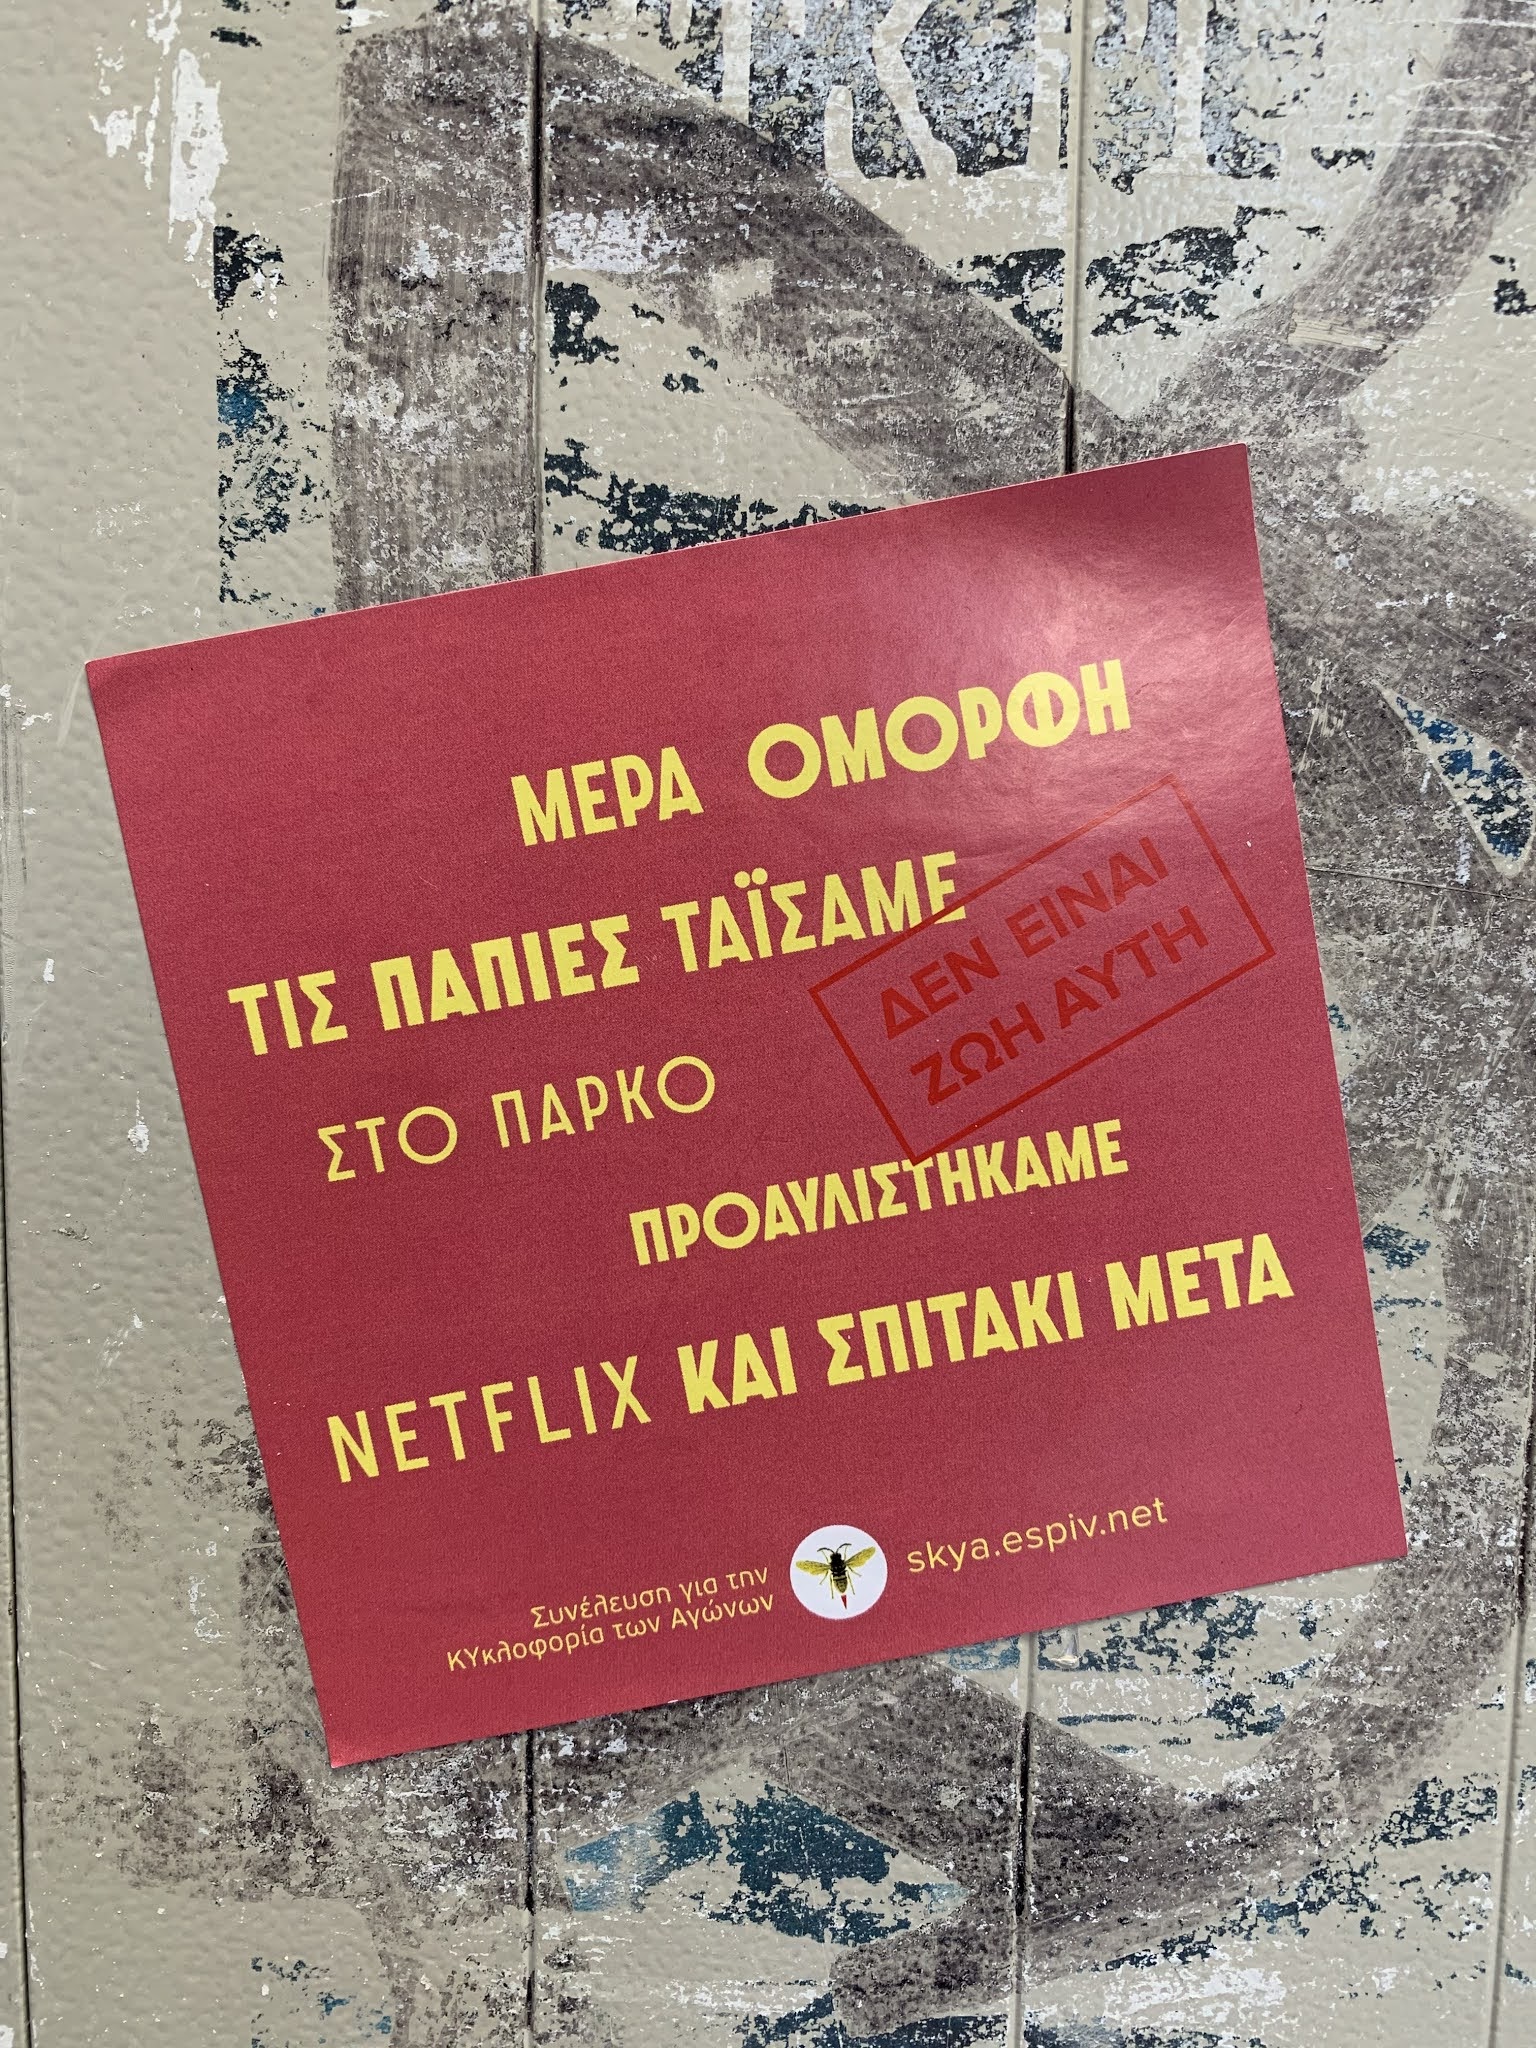 ΜΕΡΑ ΟΜΟΡΦΗ
ΤΙΣ ΠΑΠΙΕΣ ΤΑΪΣΑΜΕ
ΔΕΝ ΕΙΝΑΙ
ΖΩΗ ΑΥΤΗ
ΣΤΟ ΠΑΡΚΟ
ΠΡΟΑΥΛΙΣΤΗΚΑΜΕ
NETFLIX ΚΑΙ ΣΠΙΤΑΚΙ ΜΕΤΑ
Συνέλευση για την
ΚΥκλοφορία των Αγώνων
skya.espiv.net